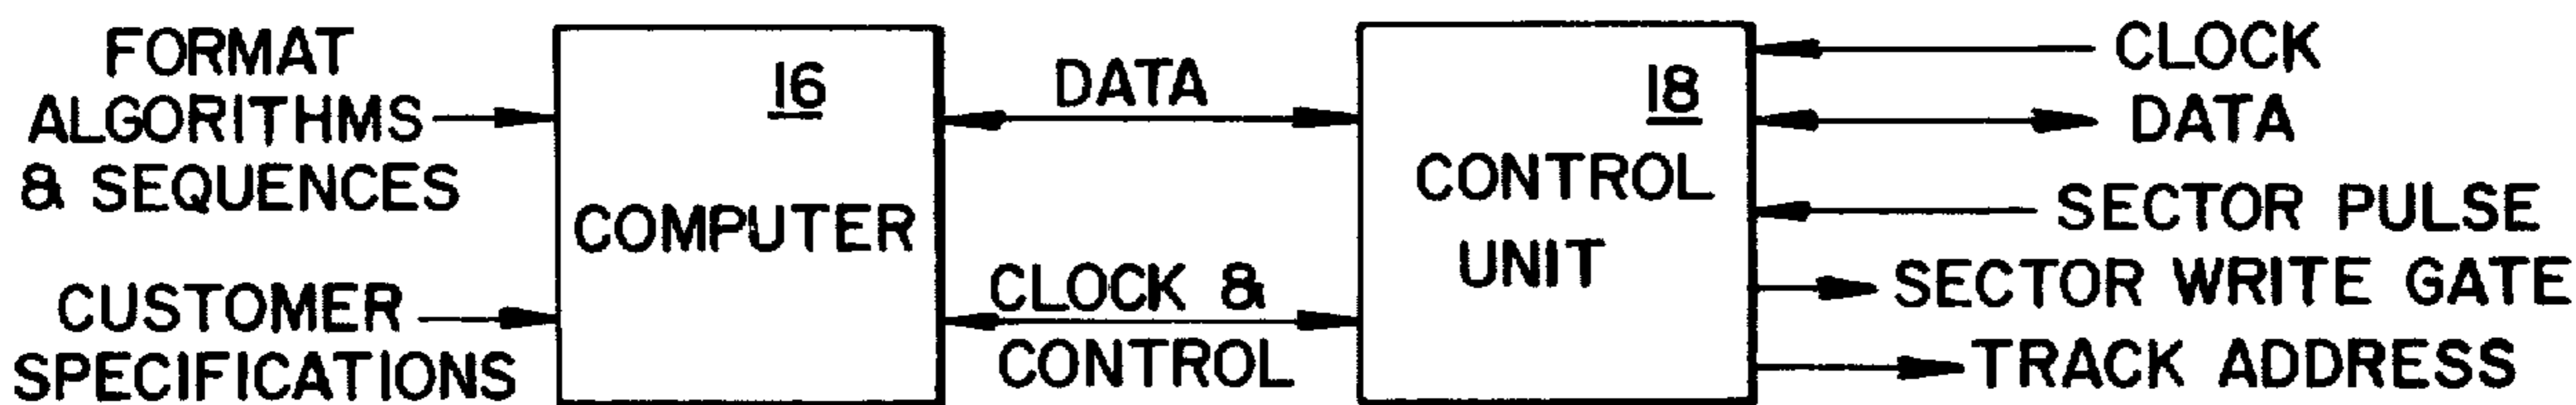 FORMAT
ALGORITHMS
& SEQUENCES
CUSTOMER
SPECIFICATIONS
16
COMPUTER
DATA
CLOCK &
CONTROL
18
CONTROL
UNIT
CLOCK
DATA
SECTOR PULSE
SECTOR WRITE GATE
TRACK ADDRESS